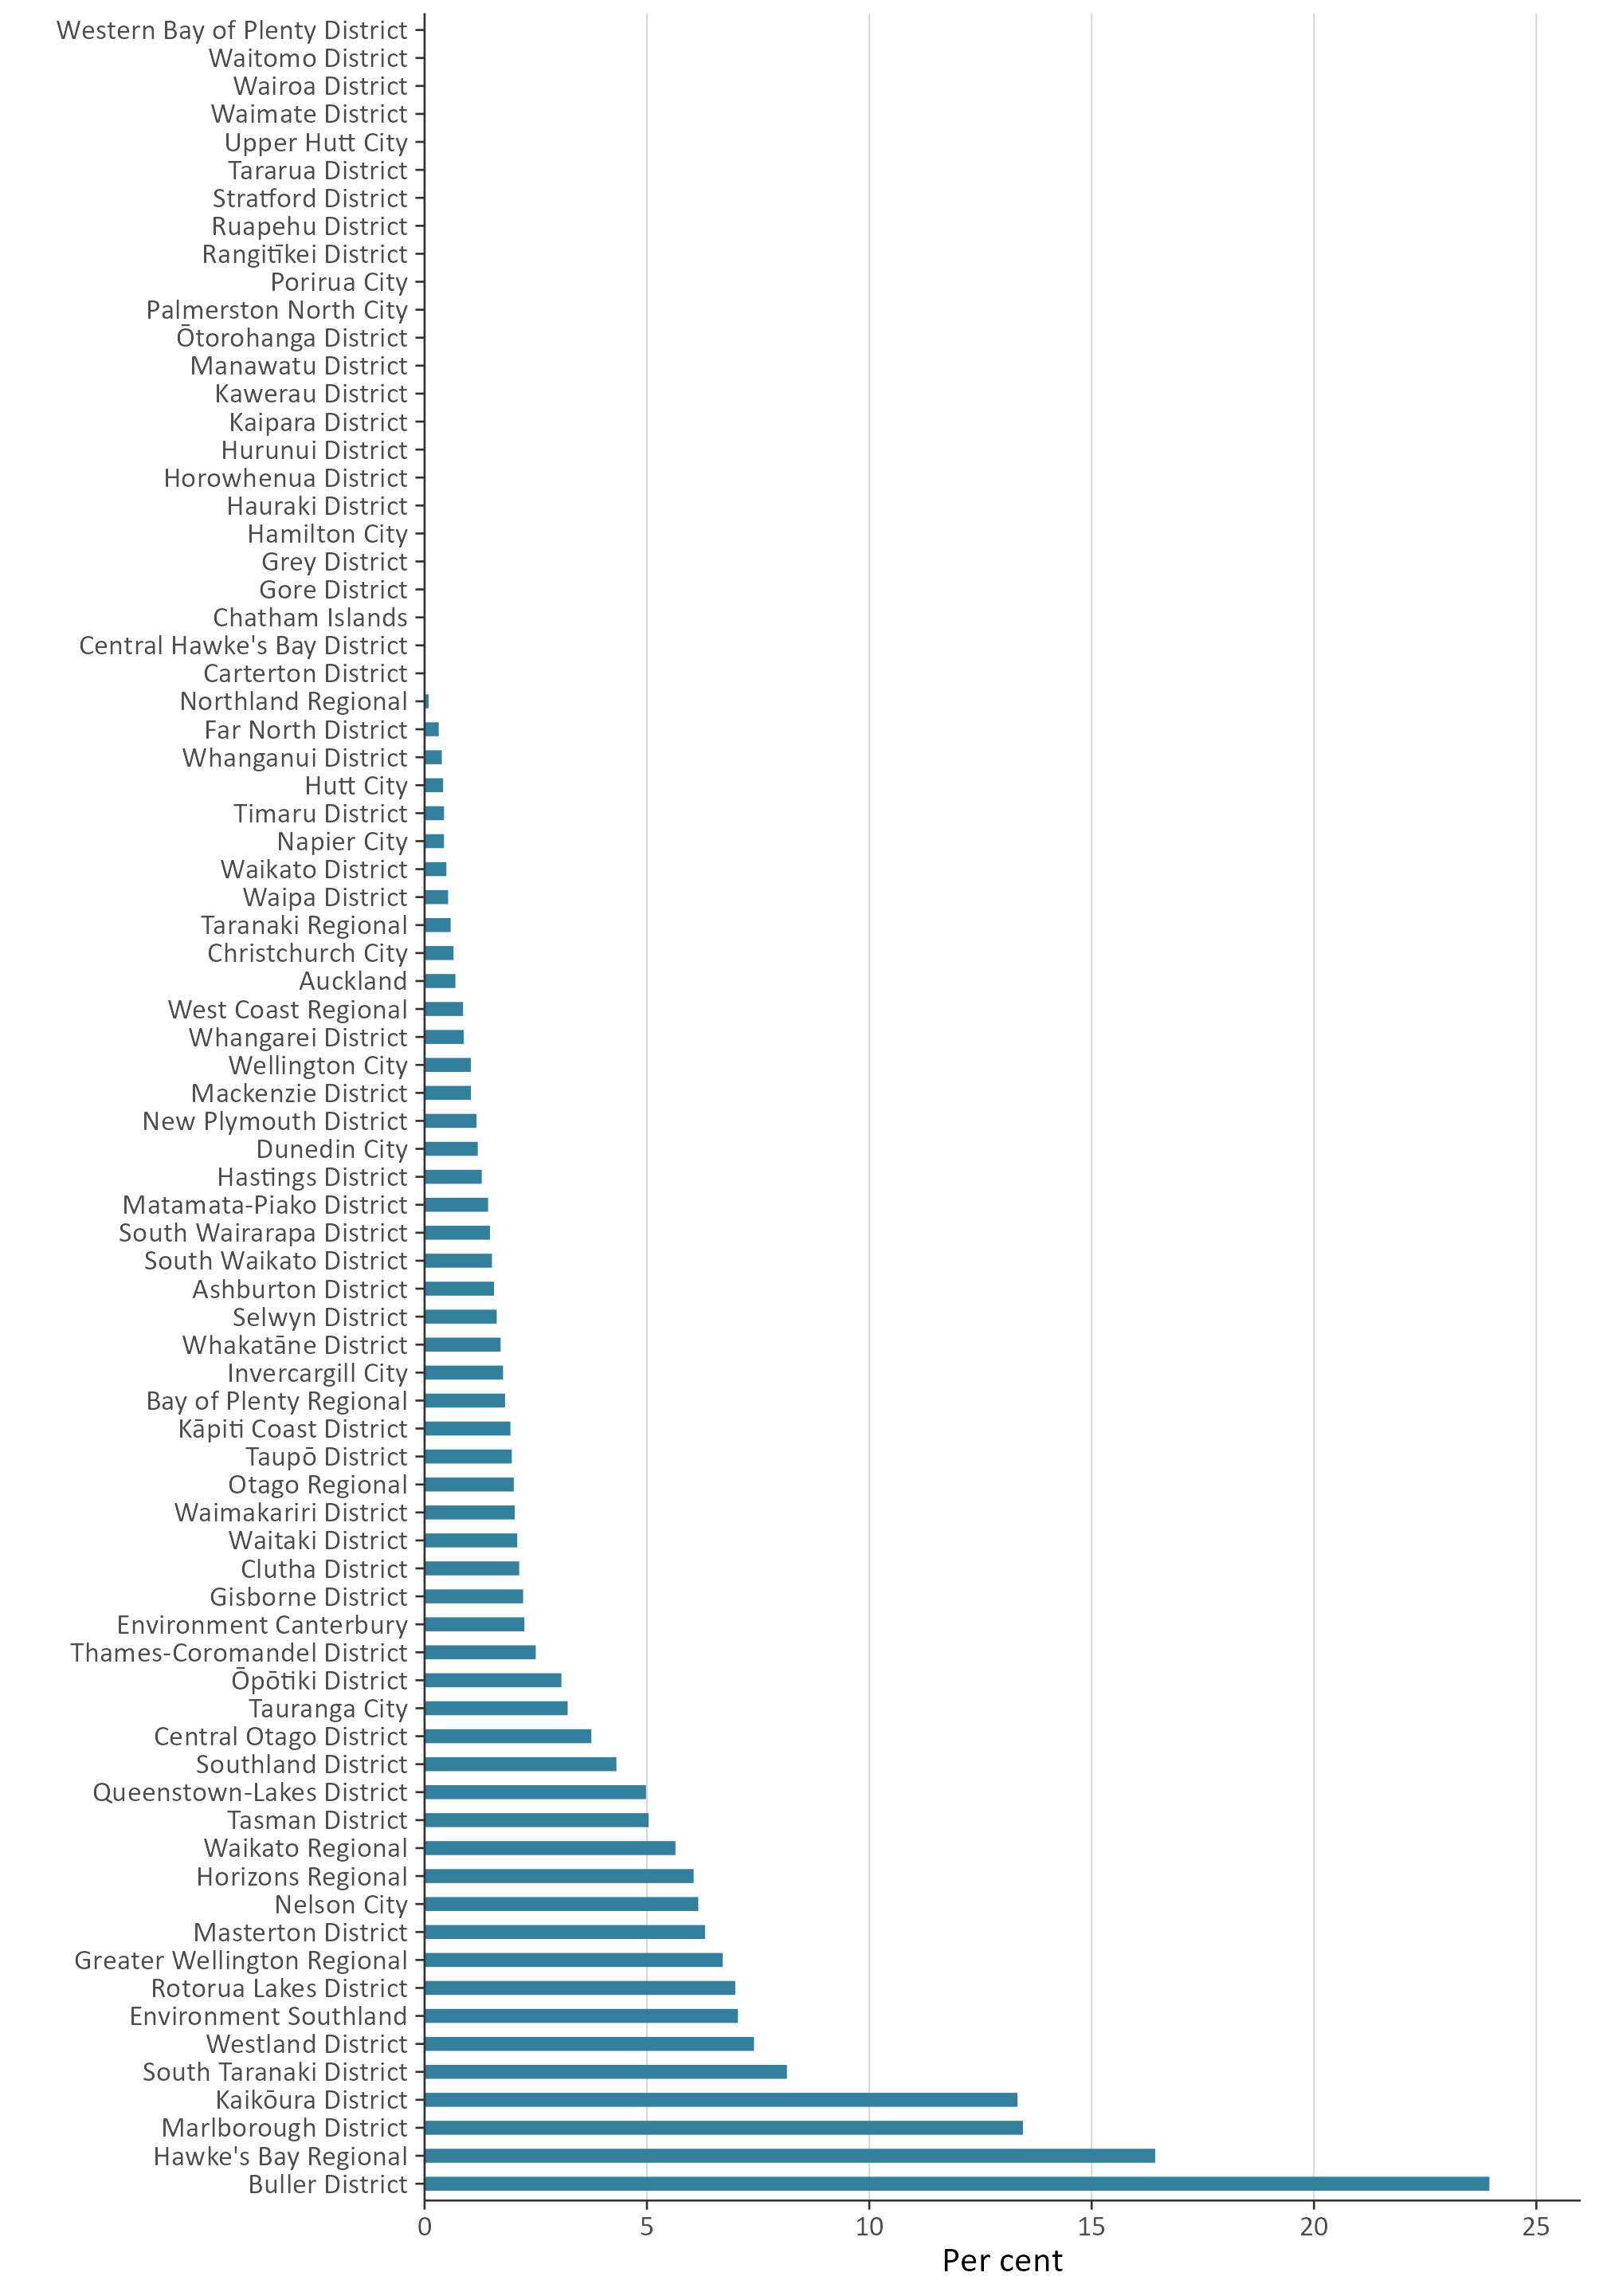 Western Bay of Plenty District
Waitomo District
Wairoa District
Waimate District
Upper Hutt City
Tararua District
Stratford District
Ruapehu District
Rangitīkei District
Porirua City
Palmerston North City
Ōtorohanga District
Manawatu District
Kawerau District
Kaipara District
Hurunui District
Horowhenua District
Hauraki District
Hamilton City
Grey District
Gore District
Chatham Islands
Central Hawke's Bay District
Carterton District
Northland Regional
Far North District
Whanganui District
Hutt City
Timaru District
Napier City
Waikato District
Waipa District
Taranaki Regional
Christchurch City
Auckland
West Coast Regional
Whangarei District
Wellington City
Mackenzie District
New Plymouth District
Dunedin City
Hastings District
Matamata-Piako District
South Wairarapa District
South Waikato District
Ashburton District
Selwyn District
Whakatāne District
Invercargill City
Bay of Plenty Regional
Kāpiti Coast District
Taupō District
Otago Regional
Waimakariri District
Waitaki District
Clutha District
Gisborne District
Environment Canterbury
Thames-Coromandel District
Ōpōtiki District
Tauranga City
Central Otago District
Southland District
Queenstown-Lakes District
Tasman District
Waikato Regional
Horizons Regional
Nelson City
Masterton District
Greater Wellington Regional
Rotorua Lakes District
Environment Southland
Westland District
South Taranaki District
Kaikōura District
Marlborough District
Hawke's Bay Regional
Buller District
0 5 10 15 20 25
Per cent